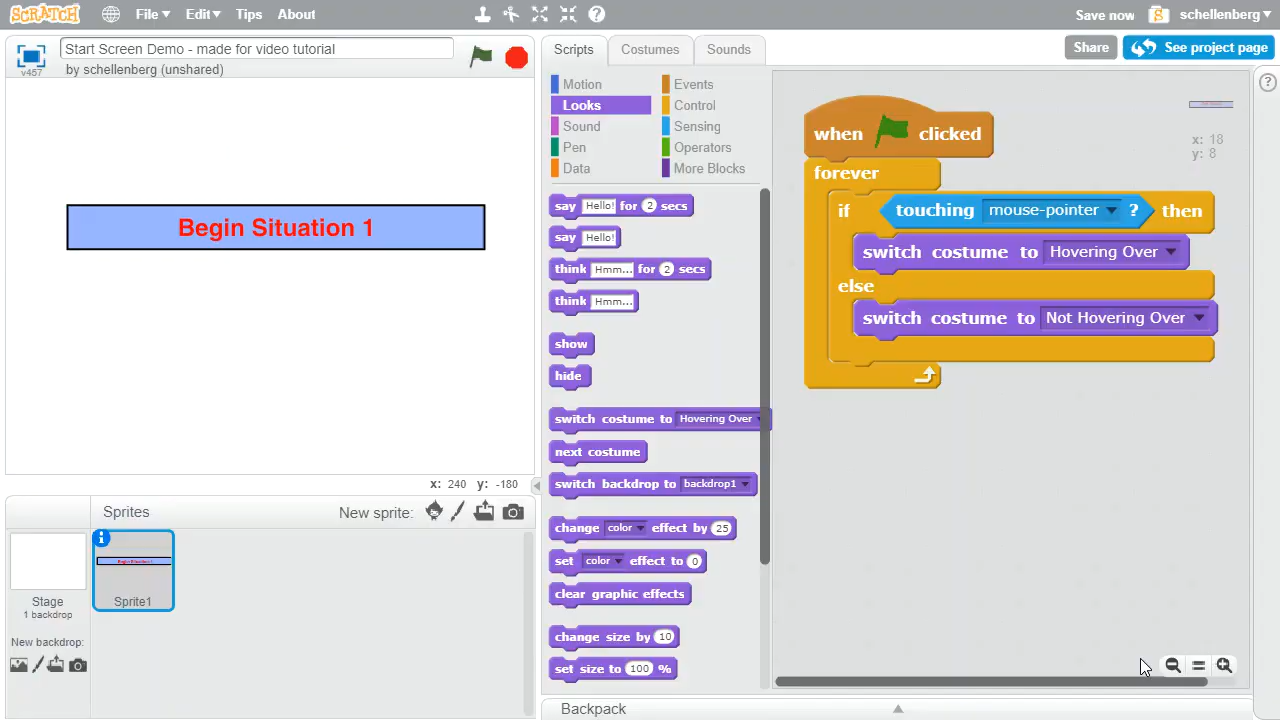 SCRATCH File Edit Tips About Save now schellenberg
v457 Start Screen Demo - made for video tutorial
by schellenberg (unshared)
Scripts Costumes Sounds Share See project page
Motion Events
Looks Control
Sound Sensing
Pen Operators
Data More Blocks
say Hello! for 2 secs
say Hello!
think Hmm... for 2 secs
think Hmm...
show
hide
switch costume to Hovering Over
next costume
switch backdrop to backdrop1
change color effect by 25
set color effect to 0
clear graphic effects
change size by 10
set size to 100 %
when clicked
forever
if touching mouse-pointer ? then
switch costume to Hovering Over
else
switch costume to Not Hovering Over
x: 18
y: 8
Begin Situation 1
x: 240 y: -180
Sprites New sprite:
Stage
1 backdrop
New backdrop:
Sprite1
Backpack